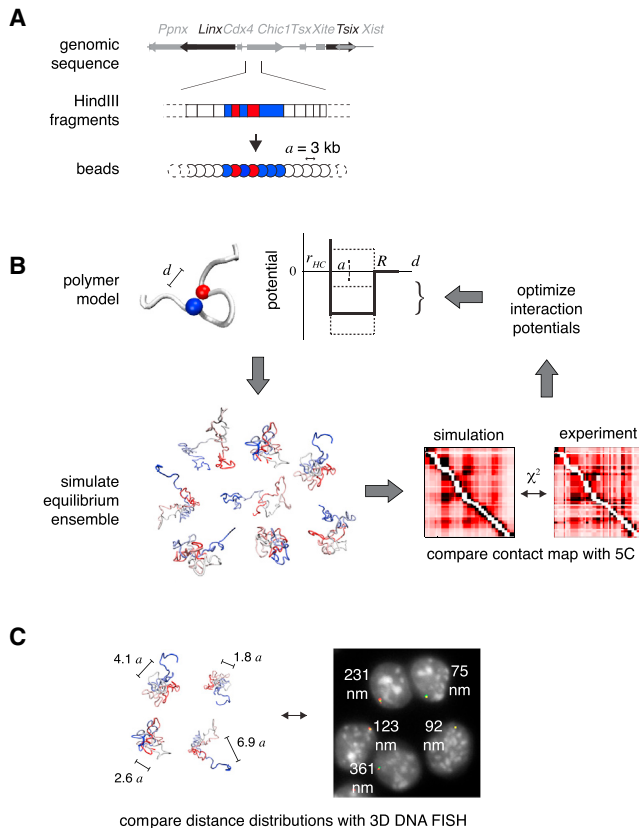 A
Ppnx Linx Cdx4 Chic1 Tsx Xite Tsix Xist
genomic
sequence
HindIII
fragments
a = 3 kb
beads
B
polymer
model
d
potential
0
r_HC
a
R
d
}
optimize
interaction
potentials
simulate
equilibrium
ensemble
simulation
experiment
χ²
compare contact map with 5C
C
4.1 a
1.8 a
2.6 a
6.9 a
231
nm
75
nm
123
nm
92
nm
361
nm
compare distance distributions with 3D DNA FISH